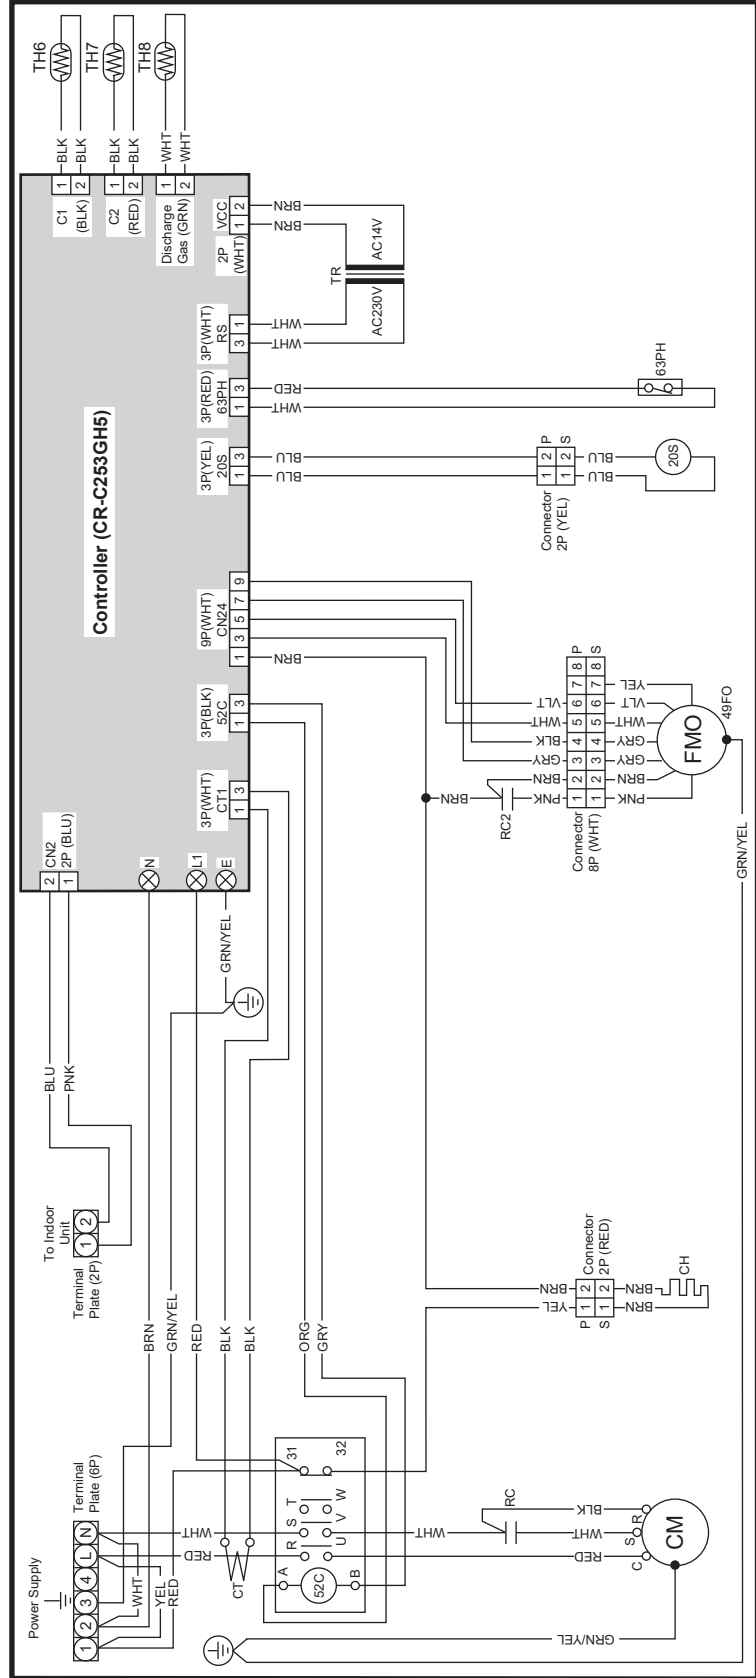 TH6
TH7
TH8
BLK
BLK
BLK
BLK
WHT
WHT
1
2
1
2
1
2
C1
(BLK)
C2
(RED)
Discharge
Gas (GRN)
Controller (CR-C253GH5)
2P
(WHT)
VCC
1
2
BRN
BRN
TR
AC14V
AC230V
3P(WHT)
RS
3
1
WHT
WHT
3P(RED)
63PH
1
3
RED
WHT
63PH
3P(YEL)
20S
1
3
BLU
BLU
Connector
2P (YEL)
1
2
P
1
2
S
BLU
BLU
20S
9P(WHT)
CN24
1
3
5
7
9
BRN
3P(BLK)
52C
1
3
3P(WHT)
CT1
1
3
CN2
2P (BLU)
2
1
N
L1
E
GRN/YEL
BRN
RC2
PNK
BRN
GRY
BLK
WHT
VLT
Connector
8P (WHT)
1
2
3
4
5
6
7
8
P
1
2
3
4
5
6
7
8
S
PNK
BRN
GRY
GRY
WHT
VLT
YEL
FMO
49FO
GRN/YEL
BLU
PNK
To Indoor
Unit
1
2
Terminal
Plate (2P)
BRN
GRN/YEL
RED
BLK
BLK
ORG
GRY
BRN
YEL
Connector
2P (RED)
P
1
2
S
1
2
BRN
BRN
CH
Power Supply
Terminal
Plate (6P)
1
2
3
4
L
N
WHT
YEL
RED
WHT
RED
CT
31
32
T
W
S
V
R
U
A
52C
B
WHT
RC
BLK
WHT
RED
R
S
C
CM
GRN/YEL